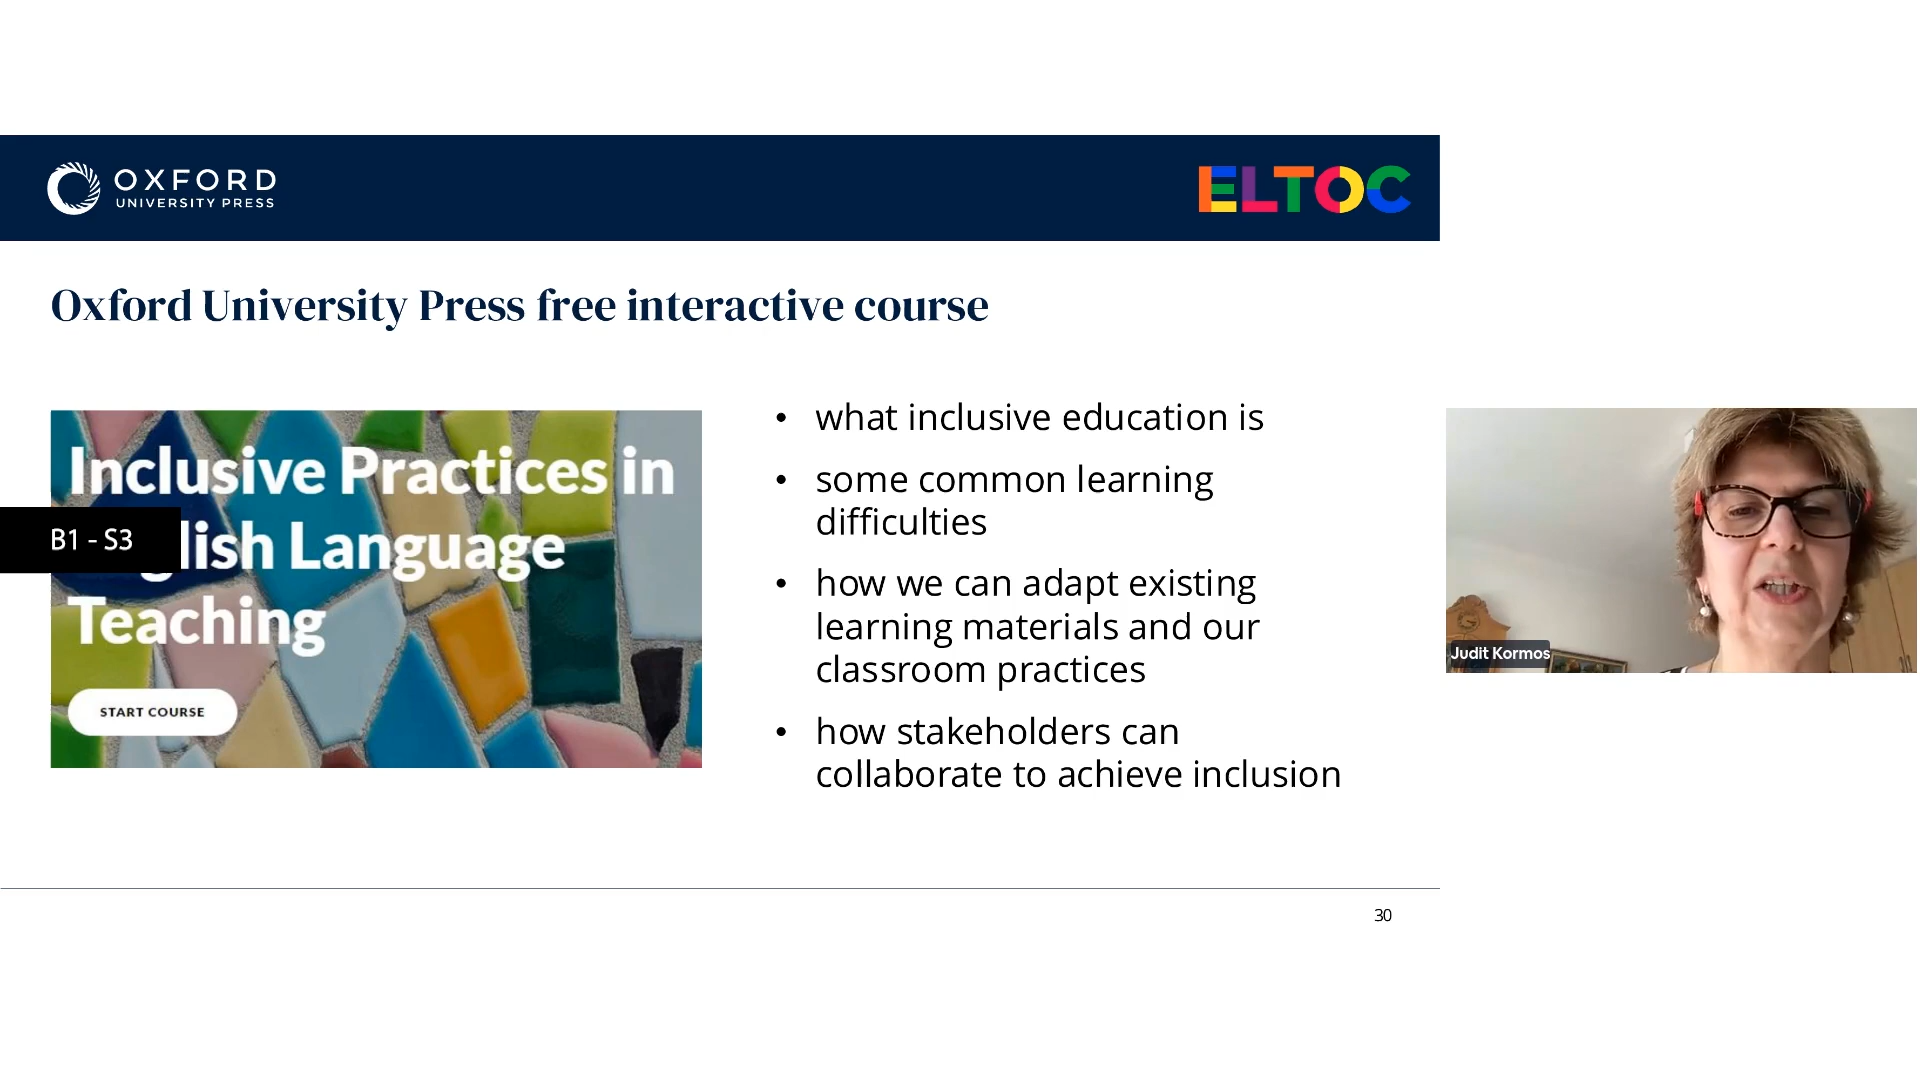 OXFORD
UNIVERSITY PRESS
ELTOC
Oxford University Press free interactive course
Inclusive Practices in
lish Language
Teaching
START COURSE
B1 - S3
• what inclusive education is
• some common learning
difficulties
• how we can adapt existing
learning materials and our
classroom practices
• how stakeholders can
collaborate to achieve inclusion
Judit Kormos
30